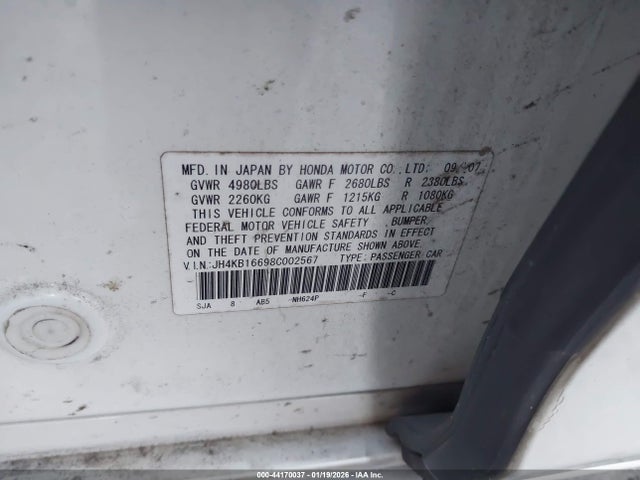 MFD. IN JAPAN BY HONDA MOTOR CO.,LTD. 09/07
GVWR 4980LBS GAWR F 2680LBS R 2380LBS
GVWR 2260KG GAWR F 1215KG R 1080KG
THIS VEHICLE CONFORMS TO ALL APPLICABLE
FEDERAL MOTOR VEHICLE SAFETY, BUMPER,
AND THEFT PREVENTION STANDARDS IN EFFECT
ON THE DATE OF MANUFACTURE SHOWN ABOVE.
V.I.N.:JH4KB16698C002567 TYPE: PASSENGER CAR
SJA 8 AB5 -NH624P -F -C
000-44170037 - 01/19/2026 - IAA Inc.